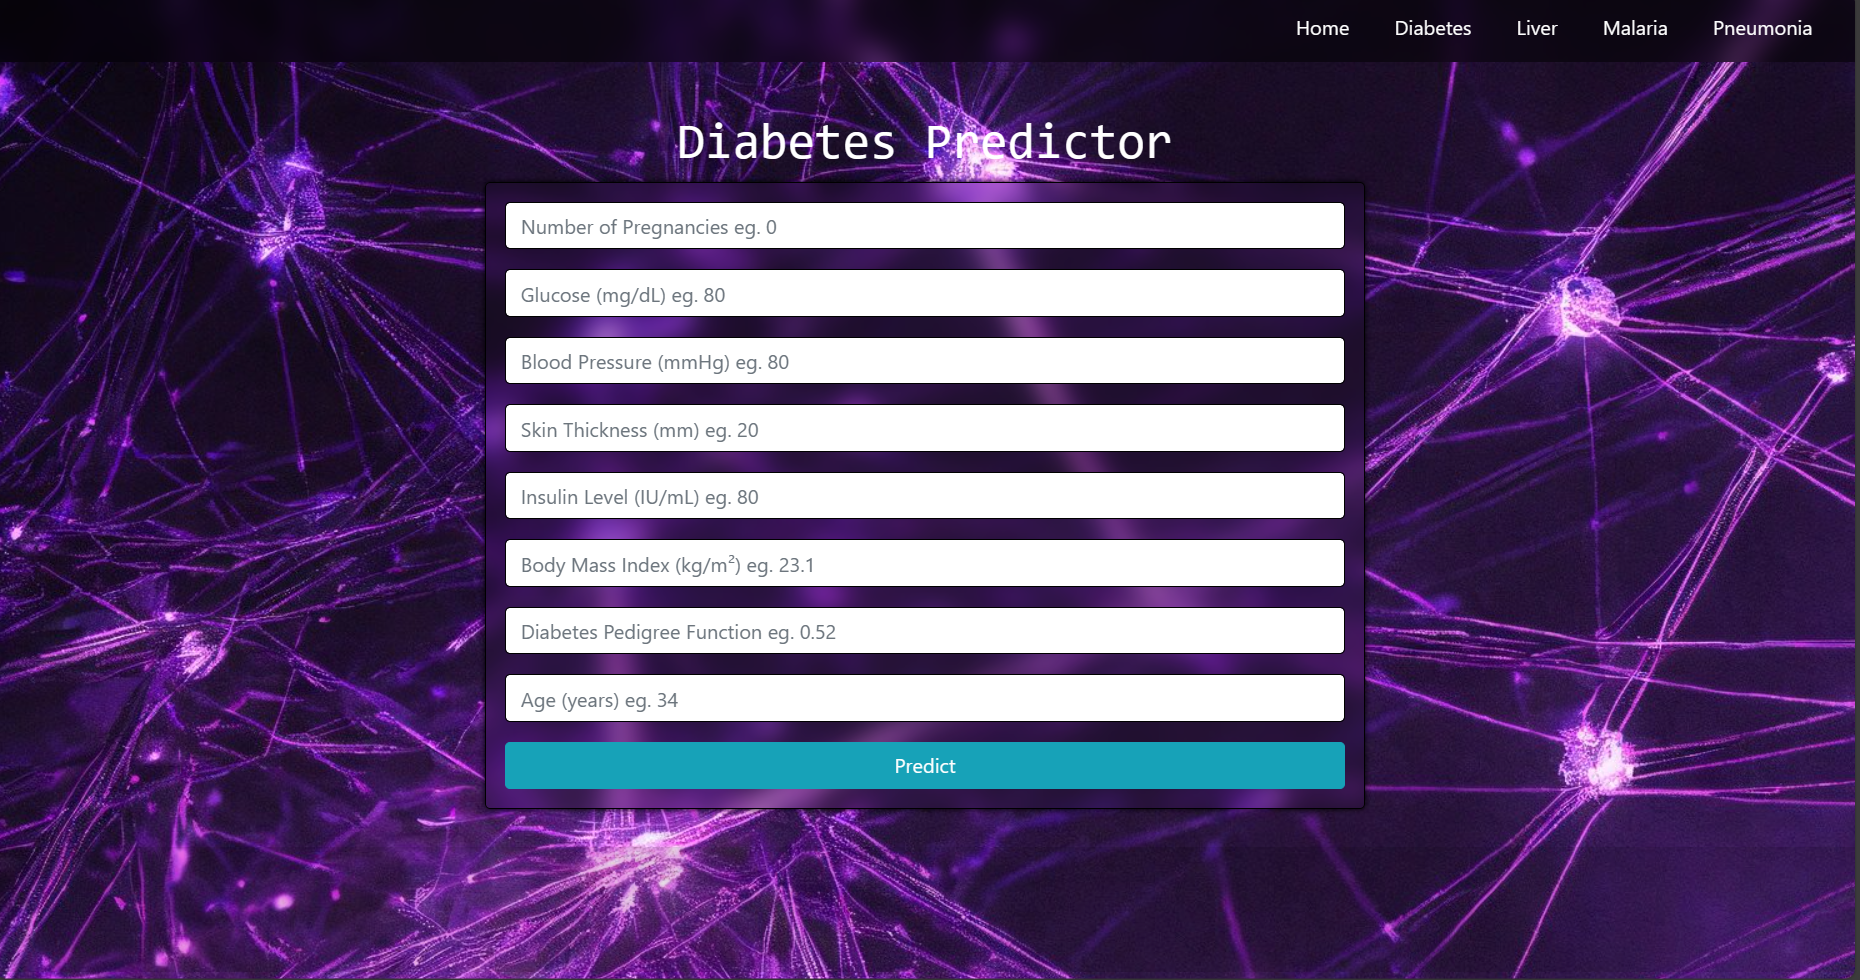 Home Diabetes Liver Malaria Pneumonia
Diabetes Predictor
Number of Pregnancies eg. 0
Glucose (mg/dL) eg. 80
Blood Pressure (mmHg) eg. 80
Skin Thickness (mm) eg. 20
Insulin Level (IU/mL) eg. 80
Body Mass Index (kg/m²) eg. 23.1
Diabetes Pedigree Function eg. 0.52
Age (years) eg. 34
Predict